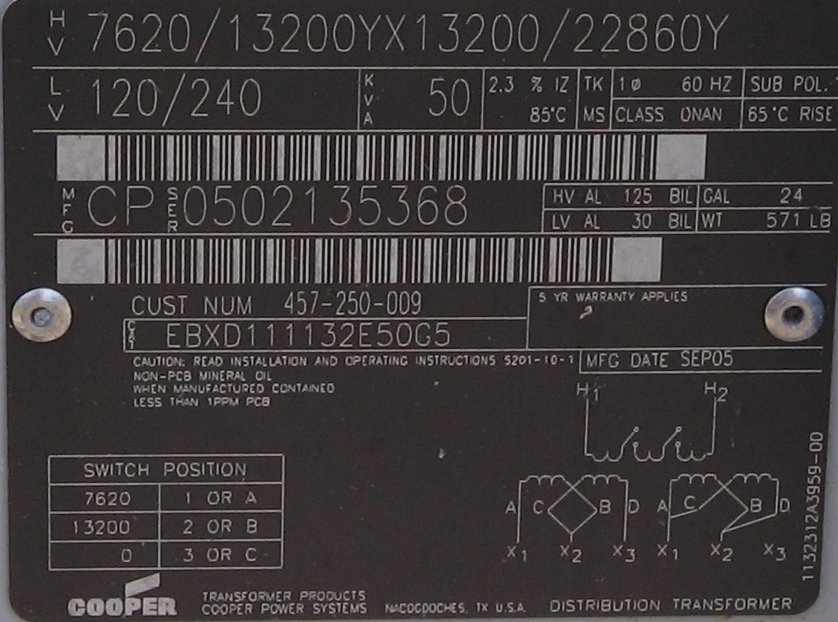 HV 7620/13200YX13200/22860Y
LV 120/240 KVA 50 2.3 % IZ 85°C TK MS 1ø 60 HZ CLASS ONAN SUB POL. 65°C RISE
MFG CP SER 0502135368 HV AL 125 BIL GAL 24
LV AL 30 BIL WT 571 LB
CUST NUM 457-250-009 5 YR WARRANTY APPLIES
CAT EBXD111132E50G5
CAUTION: READ INSTALLATION AND OPERATING INSTRUCTIONS S201-10-1 MFG DATE SEP05
NON-PCB MINERAL OIL
WHEN MANUFACTURED CONTAINED
LESS THAN 1PPM PCB
H1 H2
SWITCH POSITION
7620 1 OR A
13200 2 OR B
0 3 OR C
A C B D A C B D
X1 X2 X3 X1 X2 X3
1132312A3959-00
COOPER TRANSFORMER PRODUCTS
COOPER POWER SYSTEMS NACOGDOCHES, TX U.S.A. DISTRIBUTION TRANSFORMER